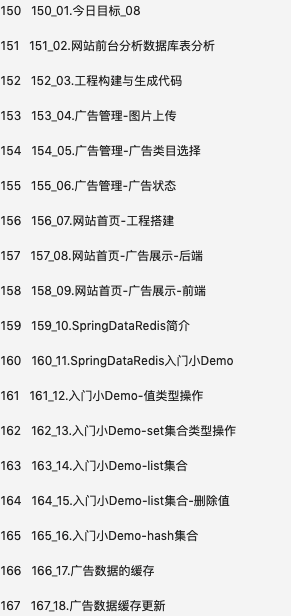 150 150_01.今日目标_08
151 151_02.网站前台分析数据库表分析
152 152_03.工程构建与生成代码
153 153_04.广告管理-图片上传
154 154_05.广告管理-广告类目选择
155 155_06.广告管理-广告状态
156 156_07.网站首页-工程搭建
157 157_08.网站首页-广告展示-后端
158 158_09.网站首页-广告展示-前端
159 159_10.SpringDataRedis简介
160 160_11.SpringDataRedis入门小Demo
161 161_12.入门小Demo-值类型操作
162 162_13.入门小Demo-set集合类型操作
163 163_14.入门小Demo-list集合
164 164_15.入门小Demo-list集合-删除值
165 165_16.入门小Demo-hash集合
166 166_17.广告数据的缓存
167 167_18.广告数据缓存更新